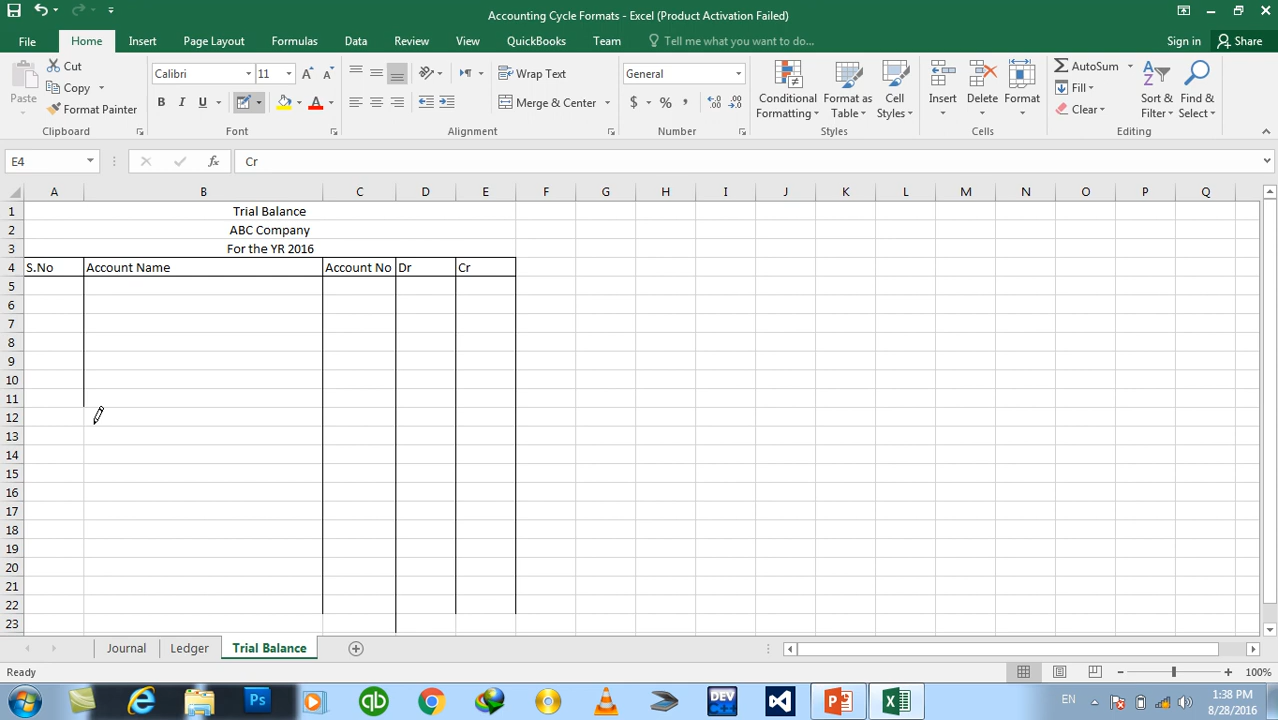 Accounting Cycle Formats - Excel (Product Activation Failed)
File Home Insert Page Layout Formulas Data Review View QuickBooks Team Tell me what you want to do... Sign in Share
Paste
Cut
Copy
Format Painter
Clipboard
Calibri 11
B I U A
Font
Wrap Text
Merge & Center
Alignment
General
$ % ,
Number
Conditional Formatting
Format as Table
Cell Styles
Styles
Insert Delete Format
Cells
AutoSum
Fill
Clear
Sort & Filter
Find & Select
Editing
E4 fx Cr
A B C D E F G H I J K L M N O P Q
1 Trial Balance
2 ABC Company
3 For the YR 2016
4 S.No Account Name Account No Dr Cr
5
6
7
8
9
10
11
12
13
14
15
16
17
18
19
20
21
22
23
Journal Ledger Trial Balance
Ready 100%
Ps qb DEV C++ EN 1:38 PM
8/28/2016